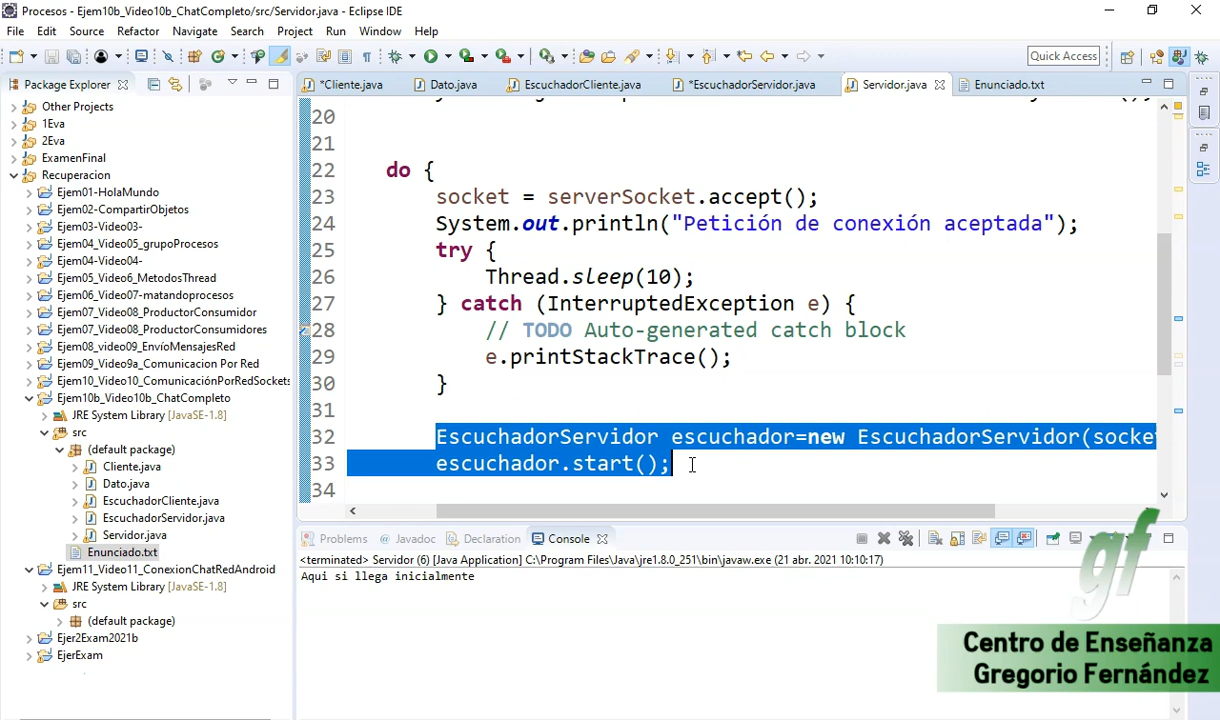 Procesos - Ejem10b_Video10b_ChatCompleto/src/Servidor.java - Eclipse IDE
File Edit Source Refactor Navigate Search Project Run Window Help
Quick Access
Package Explorer
*Cliente.java Dato.java EscuchadorCliente.java *EscuchadorServidor.java Servidor.java Enunciado.txt
Other Projects
1Eva
2Eva
ExamenFinal
Recuperacion
Ejem01-HolaMundo
Ejem02-CompartirObjetos
Ejem03-Video03-
Ejem04_Video05_grupoProcesos
Ejem04-Video04-
Ejem05_Video6_MetodosThread
Ejem06_Video07-matandoprocesos
Ejem07_Video08_ProductorConsumidor
Ejem07_Video08_ProductorConsumidores
Ejem08_video09_EnvíoMensajesRed
Ejem09_Video9a_Comunicacion Por Red
Ejem10_Video10_ComunicaciónPorRedSockets
Ejem10b_Video10b_ChatCompleto
JRE System Library [JavaSE-1.8]
src
(default package)
Cliente.java
Dato.java
EscuchadorCliente.java
EscuchadorServidor.java
Servidor.java
Enunciado.txt
Ejem11_Video11_ConexionChatRedAndroid
JRE System Library [JavaSE-1.8]
src
(default package)
Ejer2Exam2021b
EjerExam
20
21
22 do {
23 socket = serverSocket.accept();
24 System.out.println("Petición de conexión aceptada");
25 try {
26 Thread.sleep(10);
27 } catch (InterruptedException e) {
28 // TODO Auto-generated catch block
29 e.printStackTrace();
30 }
31
32 EscuchadorServidor escuchador=new EscuchadorServidor(socket
33 escuchador.start();
34
Problems Javadoc Declaration Console
<terminated> Servidor (6) [Java Application] C:\Program Files\Java\jre1.8.0_251\bin\javaw.exe (21 abr. 2021 10:10:17)
Aqui si llega inicialmente
gf
Centro de Enseñanza
Gregorio Fernández